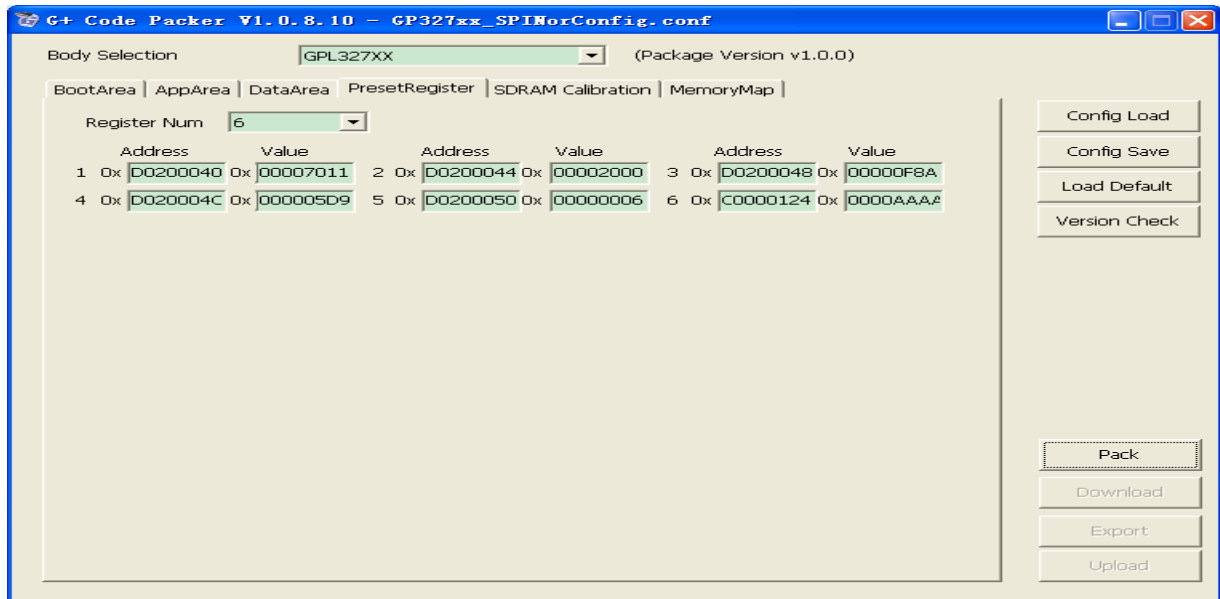 G+ Code Packer V1.0.8.10 - GP327xx_SPINorConfig.conf
Body Selection GPL327XX (Package Version v1.0.0)
BootArea AppArea DataArea PresetRegister SDRAM Calibration MemoryMap
Register Num 6
Address Value Address Value Address Value
1 0x D0200040 0x 00007011 2 0x D0200044 0x 00002000 3 0x D0200048 0x 00000F8A
4 0x D020004C 0x 000005D9 5 0x D0200050 0x 00000006 6 0x C0000124 0x 0000AAAA
Config Load
Config Save
Load Default
Version Check
Pack
Download
Export
Upload